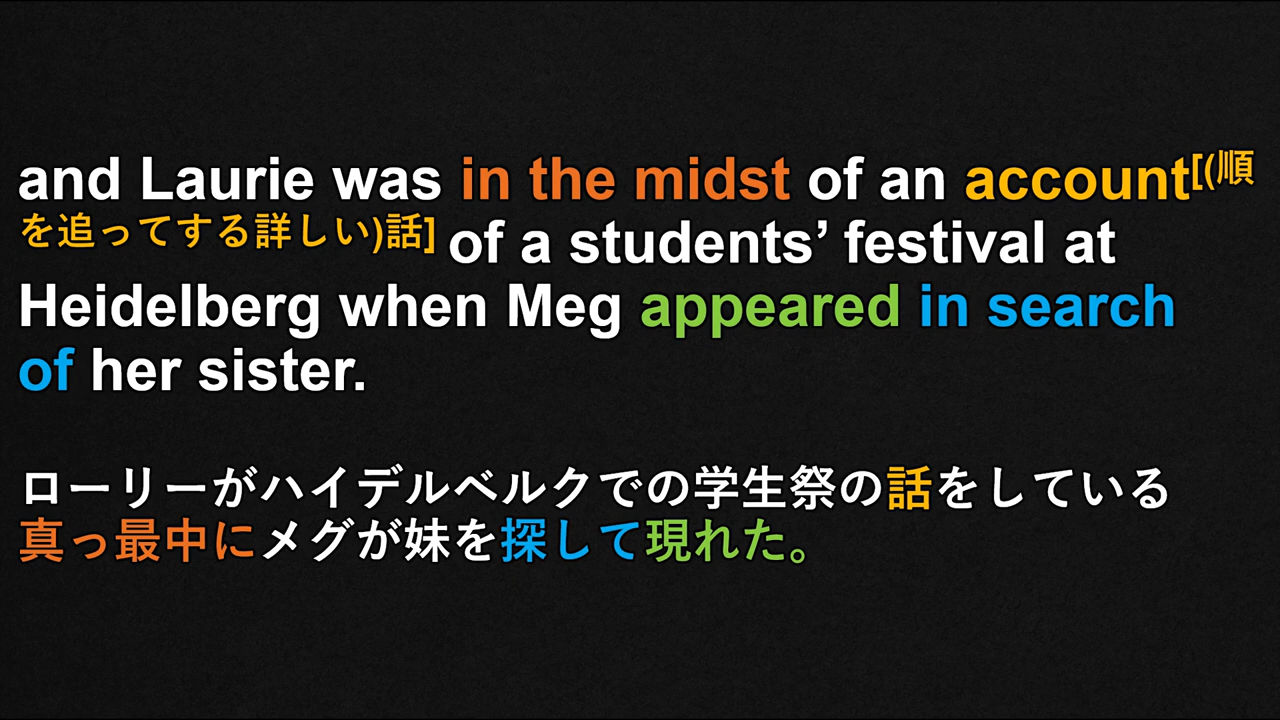 and Laurie was in the midst of an account[(順
を追ってする詳しい)話] of a students’ festival at
Heidelberg when Meg appeared in search
of her sister.
ローリーがハイデルベルクでの学生祭の話をしている
真っ最中にメグが妹を探して現れた。